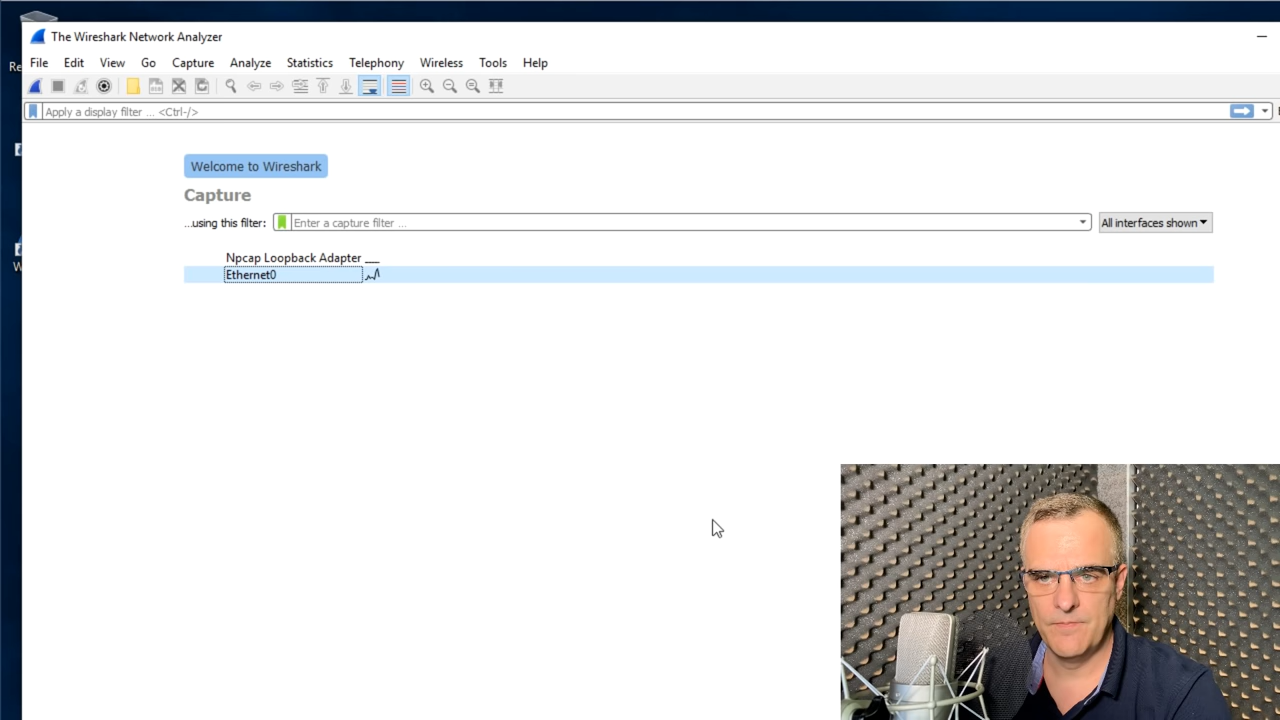 Re
The Wireshark Network Analyzer
File Edit View Go Capture Analyze Statistics Telephony Wireless Tools Help
Apply a display filter ... <Ctrl-/>
Welcome to Wireshark
Capture
...using this filter: Enter a capture filter ... All interfaces shown
Npcap Loopback Adapter
Ethernet0
W